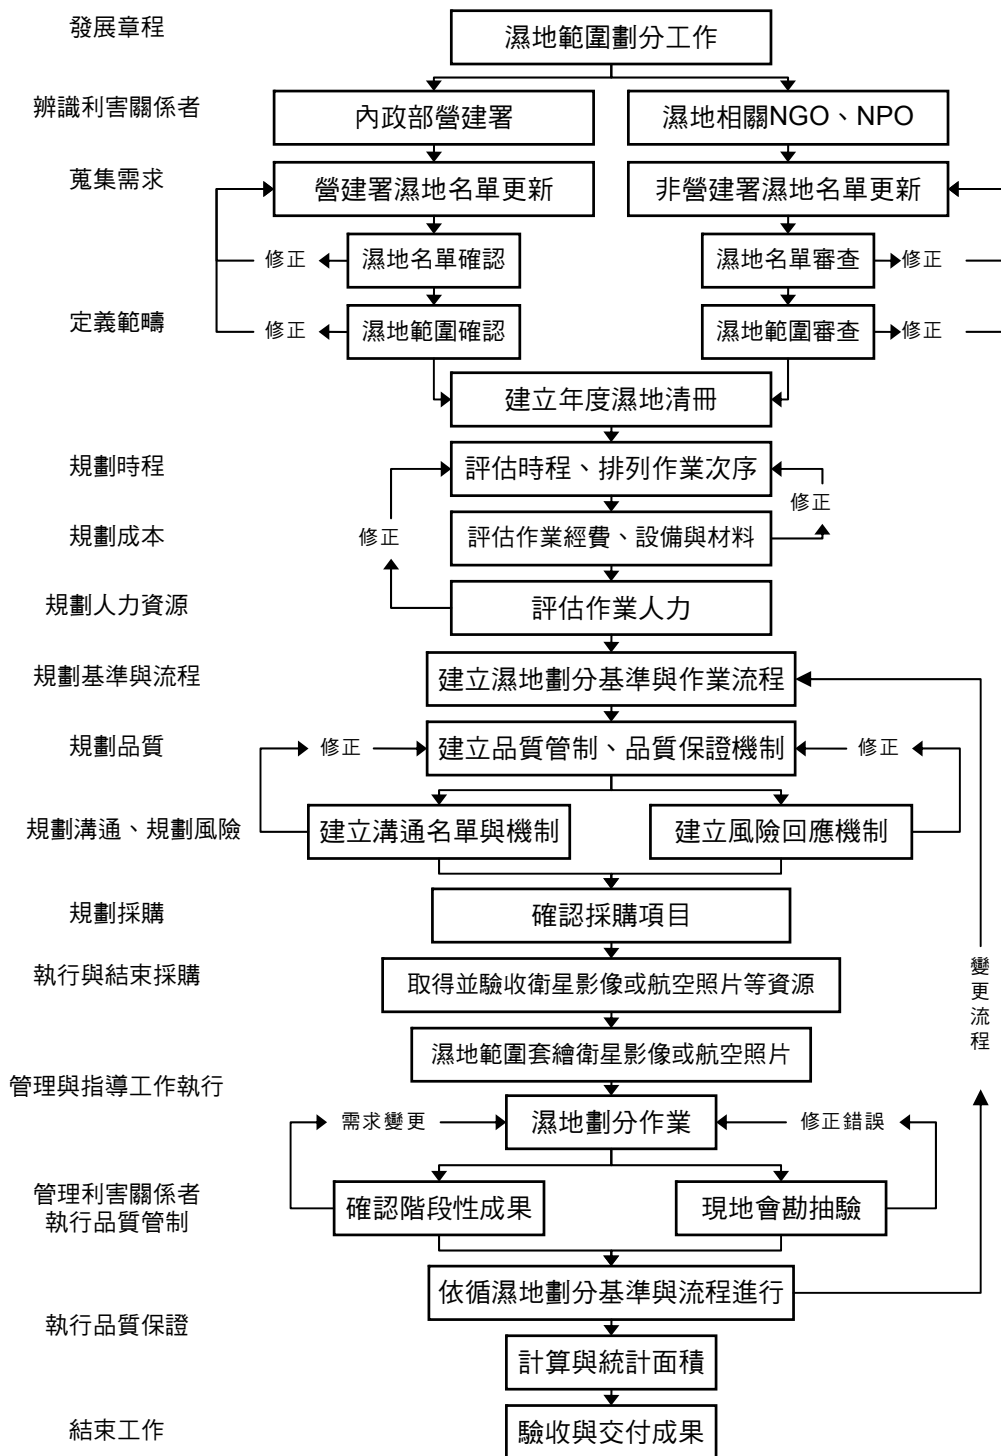 發展章程
濕地範圍劃分工作
辨識利害關係者
內政部營建署
濕地相關NGO、NPO
蒐集需求
營建署濕地名單更新
非營建署濕地名單更新
修正
濕地名單確認
濕地名單審查
修正
定義範疇
修正
濕地範圍確認
濕地範圍審查
修正
建立年度濕地清冊
規劃時程
評估時程、排列作業次序
修正
規劃成本
修正
評估作業經費、設備與材料
規劃人力資源
評估作業人力
規劃基準與流程
建立濕地劃分基準與作業流程
規劃品質
修正
建立品質管制、品質保證機制
修正
規劃溝通、規劃風險
建立溝通名單與機制
建立風險回應機制
規劃採購
確認採購項目
執行與結束採購
取得並驗收衛星影像或航空照片等資源
變更流程
濕地範圍套繪衛星影像或航空照片
管理與指導工作執行
需求變更
濕地劃分作業
修正錯誤
管理利害關係者
執行品質管制
確認階段性成果
現地會勘抽驗
依循濕地劃分基準與流程進行
執行品質保證
計算與統計面積
結束工作
驗收與交付成果